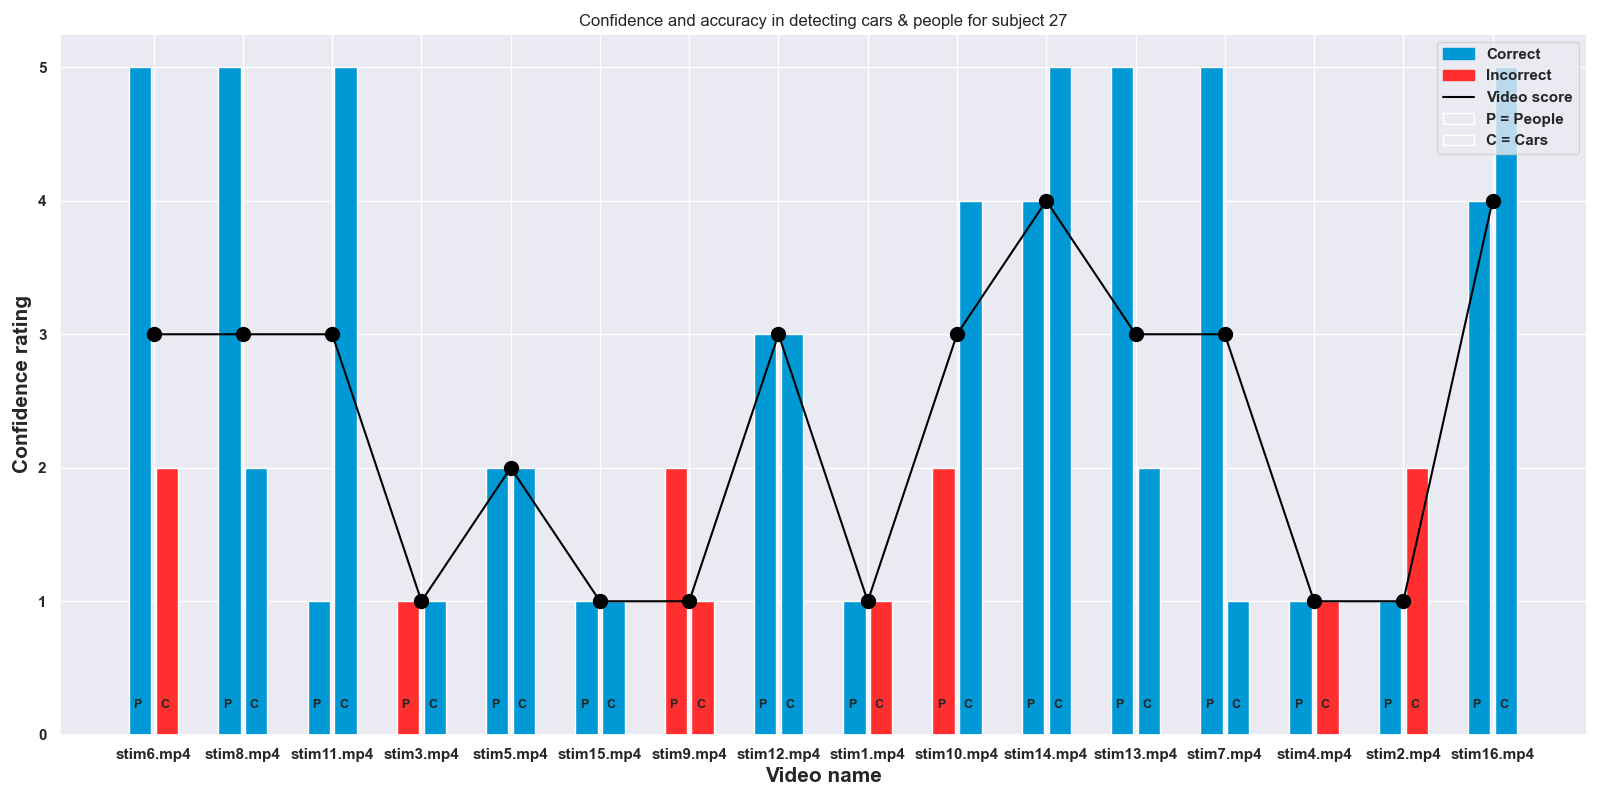 Confidence and accuracy in detecting cars & people for subject 27
Correct
Incorrect
Video score
P = People
C = Cars
5
4
3
2
1
0
Confidence rating
P C P C P C P C P C P C P C P C P C P C P C P C P C P C P C P C
stim6.mp4 stim8.mp4 stim11.mp4 stim3.mp4 stim5.mp4 stim15.mp4 stim9.mp4 stim12.mp4 stim1.mp4 stim10.mp4 stim14.mp4 stim13.mp4 stim7.mp4 stim4.mp4 stim2.mp4 stim16.mp4
Video name